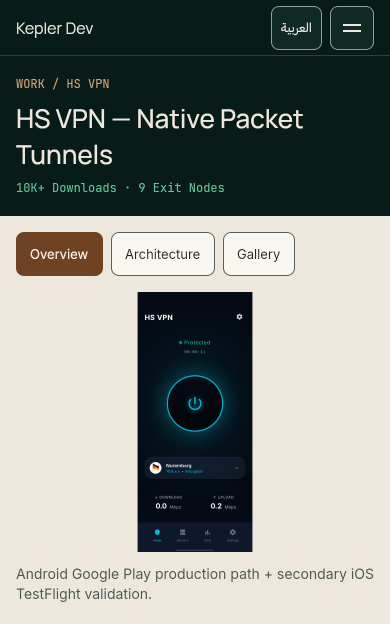 Kepler Dev
العربية
WORK / HS VPN
HS VPN — Native Packet
Tunnels
10K+ Downloads · 9 Exit Nodes
Overview
Architecture
Gallery
HS VPN
Protected
Nuremberg
DOWNLOAD
UPLOAD
0.0 Mbps
0.2 Mbps
Android Google Play production path + secondary iOS
TestFlight validation.